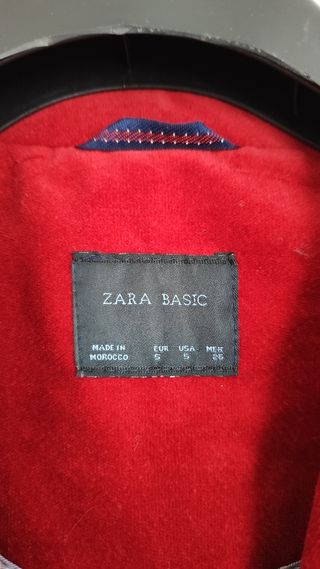 ZARA BASIC
MADE IN EUR USA MEX
MOROCCO S S 26